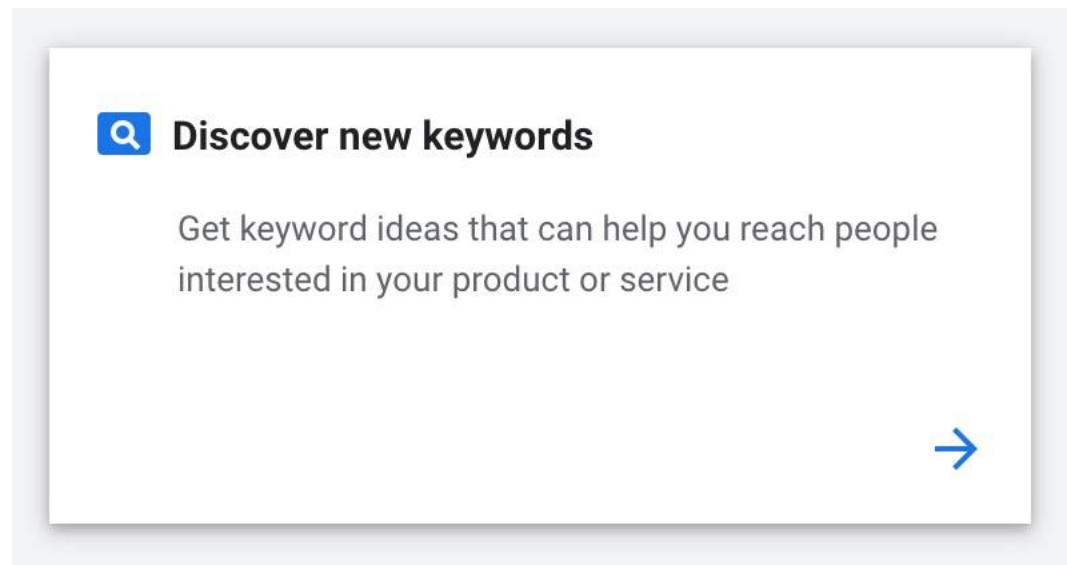 Discover new keywords
Get keyword ideas that can help you reach people
interested in your product or service